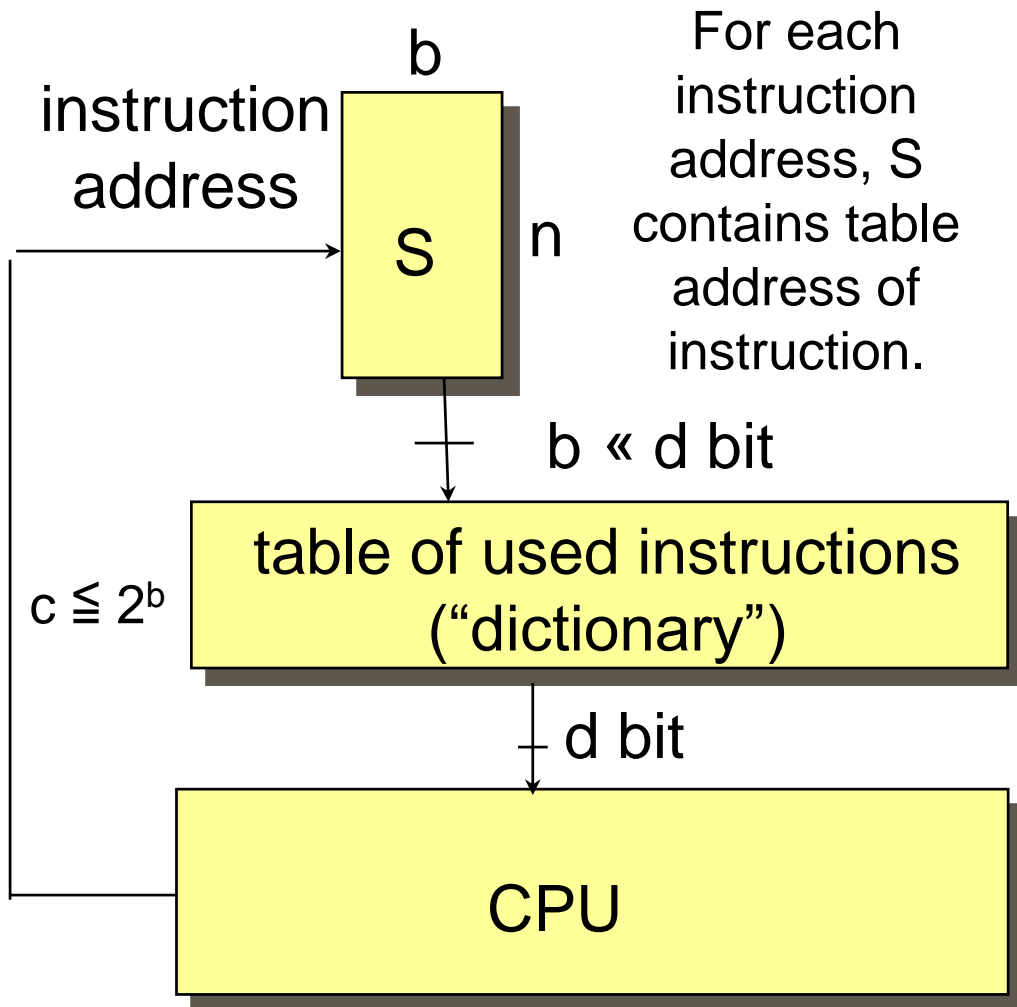 b
instruction
address
S
n
For each
instruction
address, S
contains table
address of
instruction.
b « d bit
table of used instructions
(“dictionary”)
c ≦ 2ᵇ
d bit
CPU